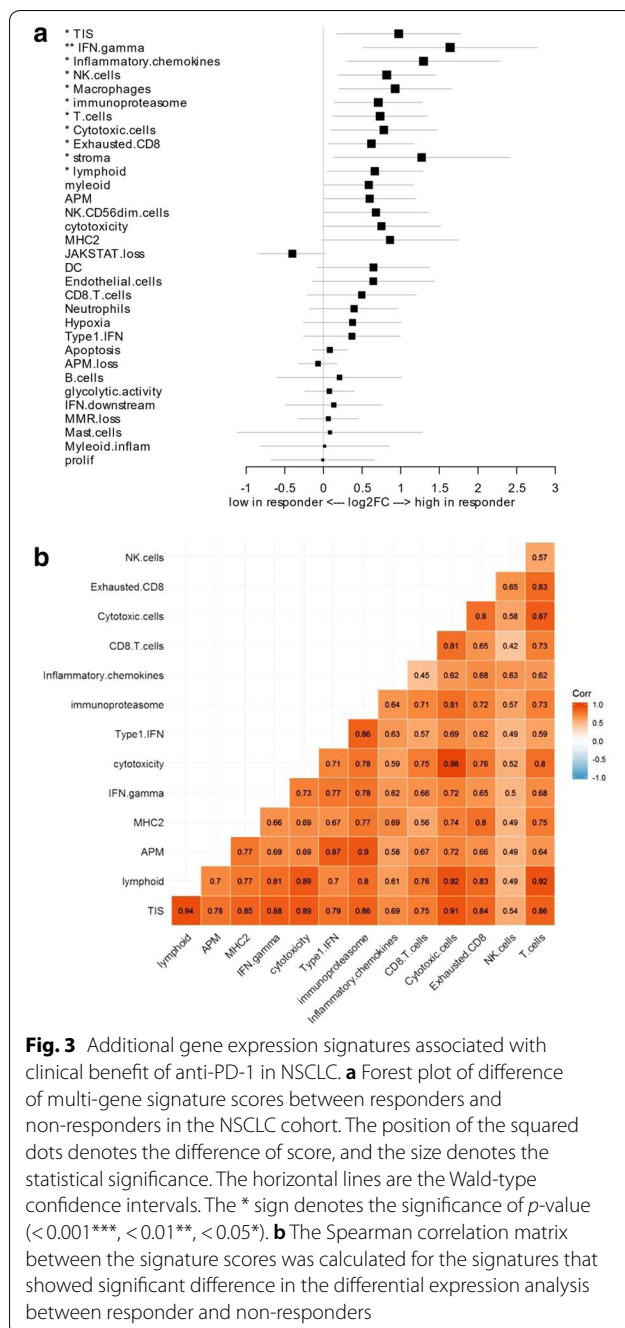 a
* TIS
** IFN.gamma
* Inflammatory.chemokines
* NK.cells
* Macrophages
* immunoproteasome
* T.cells
* Cytotoxic.cells
* Exhausted.CD8
* stroma
* lymphoid
myleoid
APM
NK.CD56dim.cells
cytotoxicity
MHC2
JAKSTAT.loss
DC
Endothelial.cells
CD8.T.cells
Neutrophils
Hypoxia
Type1.IFN
Apoptosis
APM.loss
B.cells
glycolytic.activity
IFN.downstream
MMR.loss
Mast.cells
Myleoid.inflam
prolif
-1 -0.5 0 0.5 1 1.5 2 2.5 3
low in responder <--- log2FC ---> high in responder
b
NK.cells 0.57
Exhausted.CD8 0.65 0.83
Cytotoxic.cells 0.8 0.58 0.87
CD8.T.cells 0.81 0.65 0.42 0.73
Inflammatory.chemokines 0.45 0.62 0.68 0.63 0.62
immunoproteasome 0.64 0.71 0.81 0.72 0.57 0.73
Type1.IFN 0.86 0.63 0.57 0.69 0.62 0.49 0.59
cytotoxicity 0.71 0.78 0.59 0.75 0.98 0.76 0.52 0.8
IFN.gamma 0.73 0.77 0.78 0.62 0.66 0.72 0.65 0.5 0.68
MHC2 0.66 0.69 0.67 0.77 0.69 0.56 0.74 0.8 0.49 0.75
APM 0.77 0.69 0.69 0.87 0.9 0.58 0.67 0.72 0.66 0.49 0.64
lymphoid 0.7 0.77 0.81 0.89 0.7 0.8 0.61 0.76 0.92 0.83 0.49 0.92
TIS 0.94 0.78 0.85 0.88 0.89 0.79 0.86 0.69 0.75 0.91 0.84 0.54 0.86
lymphoid APM MHC2 IFN.gamma cytotoxicity Type1.IFN immunoproteasome Inflammatory.chemokines CD8.T.cells Cytotoxic.cells Exhausted.CD8 NK.cells T.cells
Corr
1.0
0.5
0.0
-0.5
-1.0
Fig. 3 Additional gene expression signatures associated with
clinical benefit of anti-PD-1 in NSCLC. a Forest plot of difference
of multi-gene signature scores between responders and
non-responders in the NSCLC cohort. The position of the squared
dots denotes the difference of score, and the size denotes the
statistical significance. The horizontal lines are the Wald-type
confidence intervals. The * sign denotes the significance of p-value
(< 0.001***, < 0.01**, < 0.05*). b The Spearman correlation matrix
between the signature scores was calculated for the signatures that
showed significant difference in the differential expression analysis
between responder and non-responders